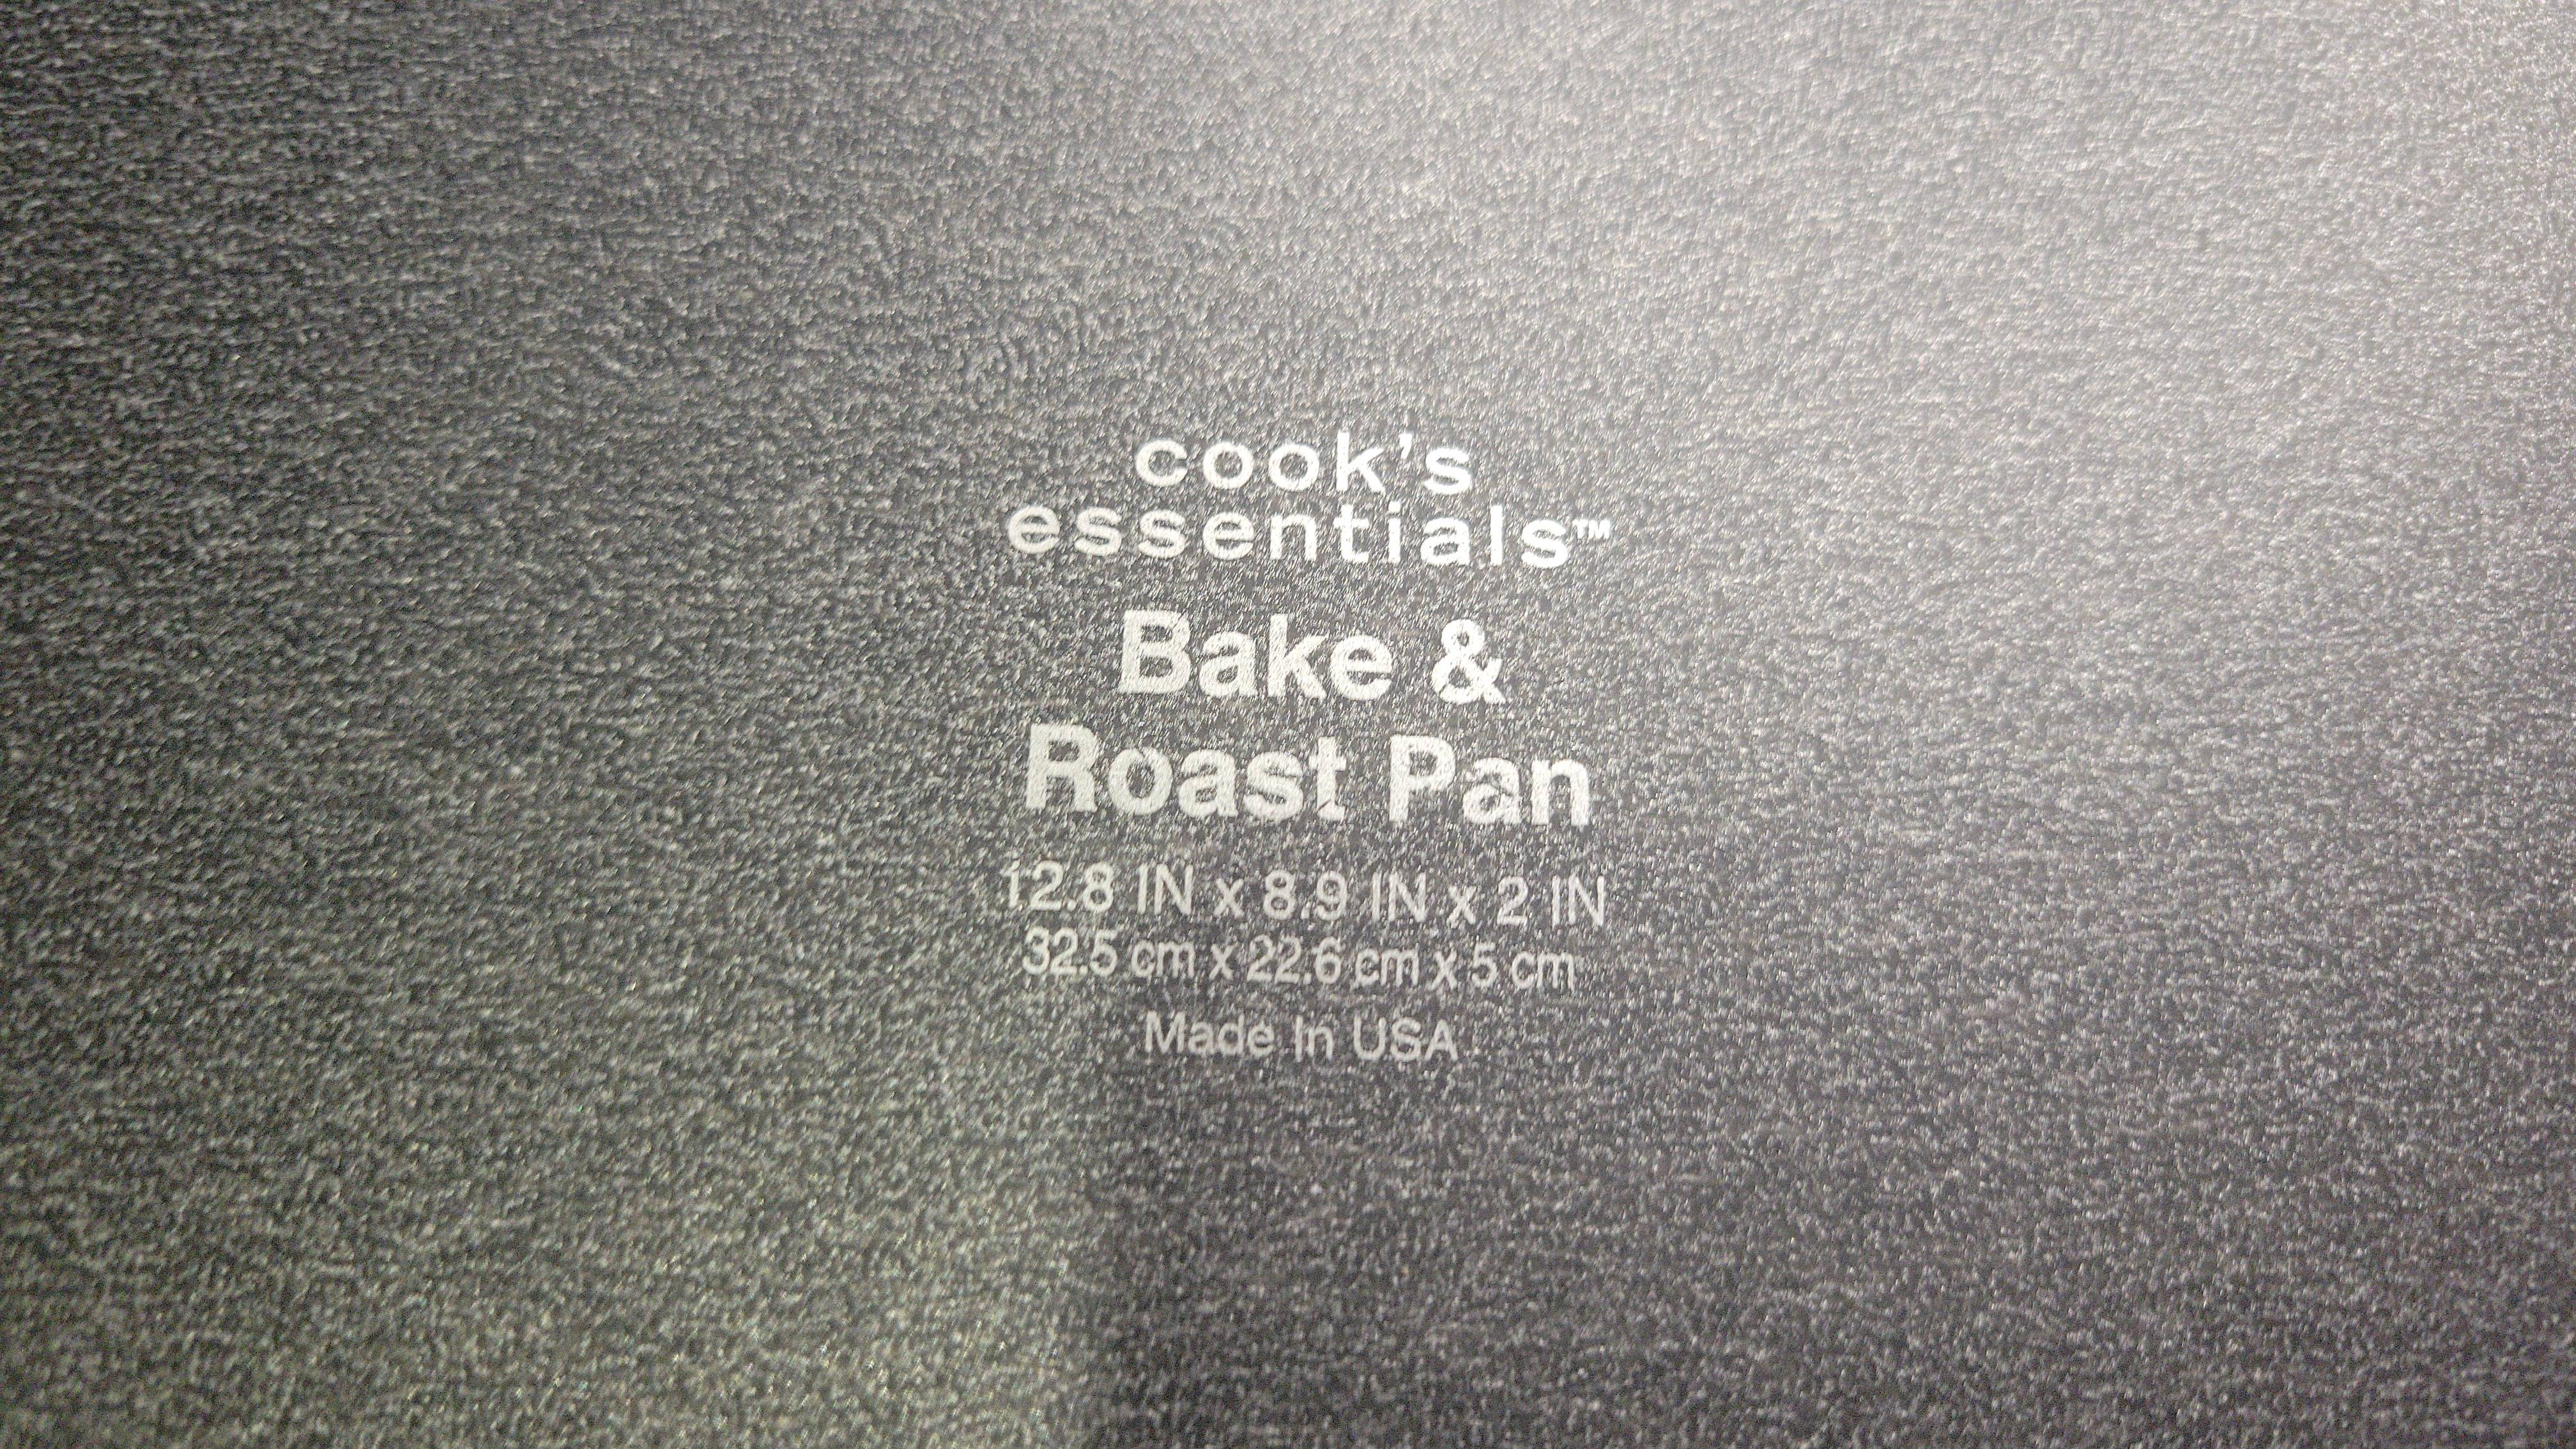 cook's
essentials™
Bake &
Roast Pan
12.8 IN x 8.9 IN x 2 IN
32.5 cm x 22.6 cm x 5 cm
Made In USA